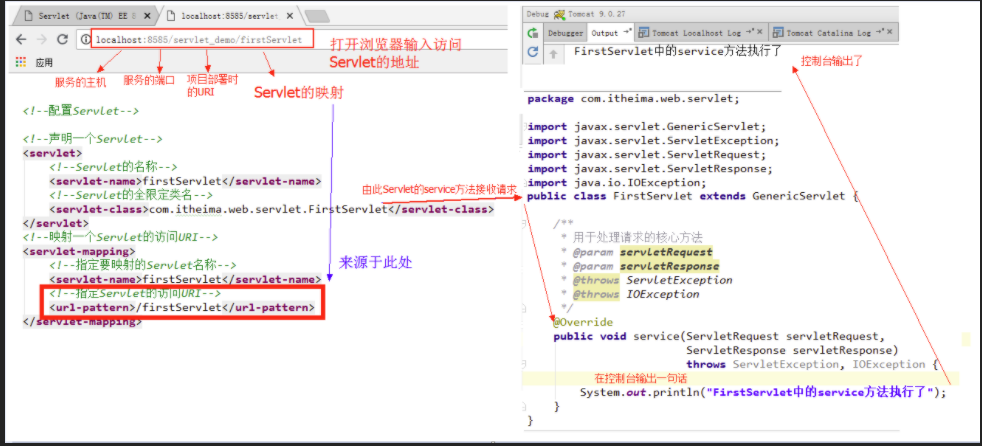 Servlet (Java(TM) EE 8
localhost:8585/servlet
localhost:8585/servlet_demo/firstServlet
打开浏览器输入访问
Servlet的地址
应用
服务的主机
服务的端口
项目部署时
的URI
Servlet的映射
<!--配置Servlet-->
<!--声明一个Servlet-->
<servlet>
<!--Servlet的名称-->
<servlet-name>firstServlet</servlet-name>
<!--Servlet的全限定类名-->
<servlet-class>com.itheima.web.servlet.FirstServlet</servlet-class>
</servlet>
<!--映射一个Servlet的访问URI-->
<servlet-mapping>
<!--指定要映射的Servlet名称-->
<servlet-name>firstServlet</servlet-name>
<!--指定Servlet的访问URI-->
<url-pattern>/firstServlet</url-pattern>
</servlet-mapping>
来源于此处
由此Servlet的service方法接收请求
Debug Tomcat 9.0.27
Debugger Output Tomcat Localhost Log Tomcat Catalina Log
FirstServlet中的service方法执行了
控制台输出了
package com.itheima.web.servlet;
import javax.servlet.GenericServlet;
import javax.servlet.ServletException;
import javax.servlet.ServletRequest;
import javax.servlet.ServletResponse;
import java.io.IOException;
public class FirstServlet extends GenericServlet {
/**
* 用于处理请求的核心方法
* @param servletRequest
* @param servletResponse
* @throws ServletException
* @throws IOException
*/
@Override
public void service(ServletRequest servletRequest,
ServletResponse servletResponse)
throws ServletException, IOException {
在控制台输出一句话
System.out.println("FirstServlet中的service方法执行了");
}
}